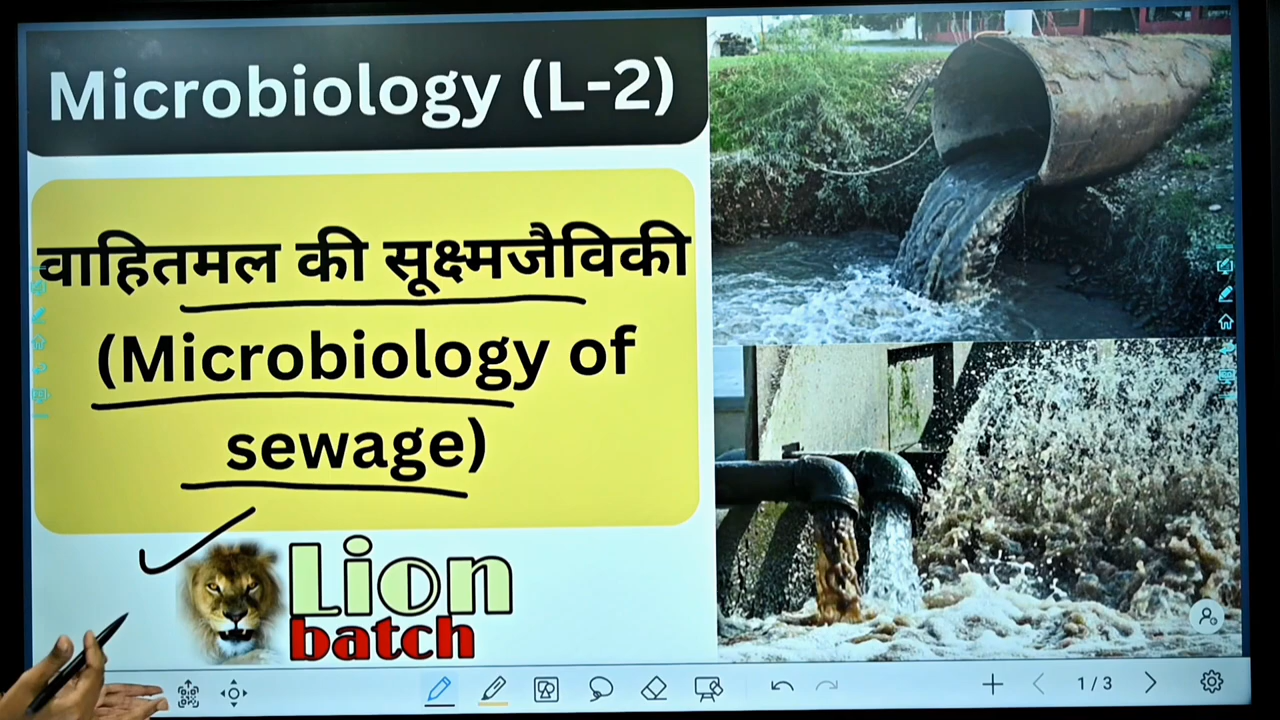 Microbiology (L-2)
वाहितमल की सूक्ष्मजैविकी
(Microbiology of
sewage)
Lion
batch
1/3